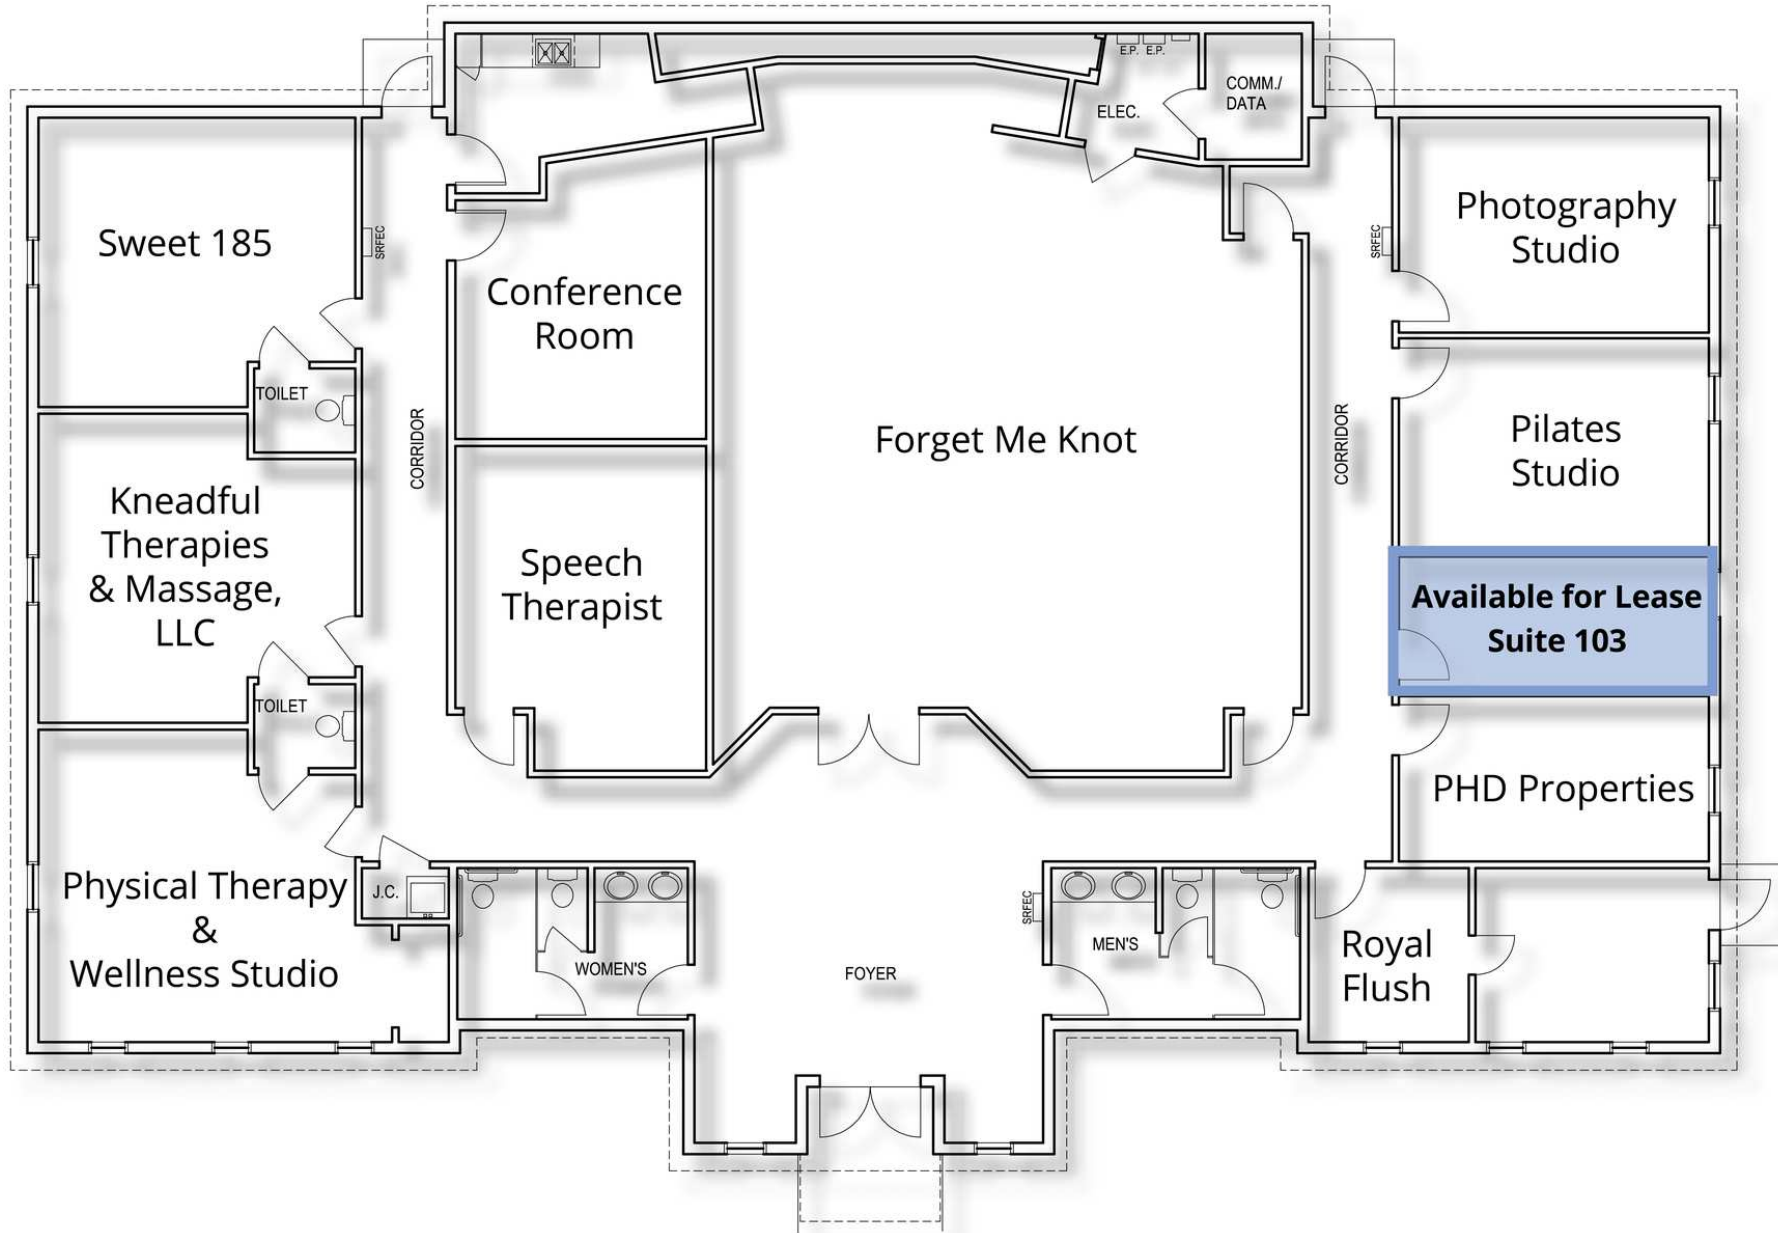 E.P. E.P.
COMM./
DATA
ELEC.
Sweet 185
SRFEC
Conference
Room
Photography
Studio
SRFEC
TOILET
CORRIDOR
Forget Me Knot
CORRIDOR
Pilates
Studio
Kneadful
Therapies
& Massage,
LLC
Speech
Therapist
Available for Lease
Suite 103
TOILET
PHD Properties
Physical Therapy
&
Wellness Studio
J.C.
WOMEN'S
FOYER
SRFEC
MEN'S
Royal
Flush